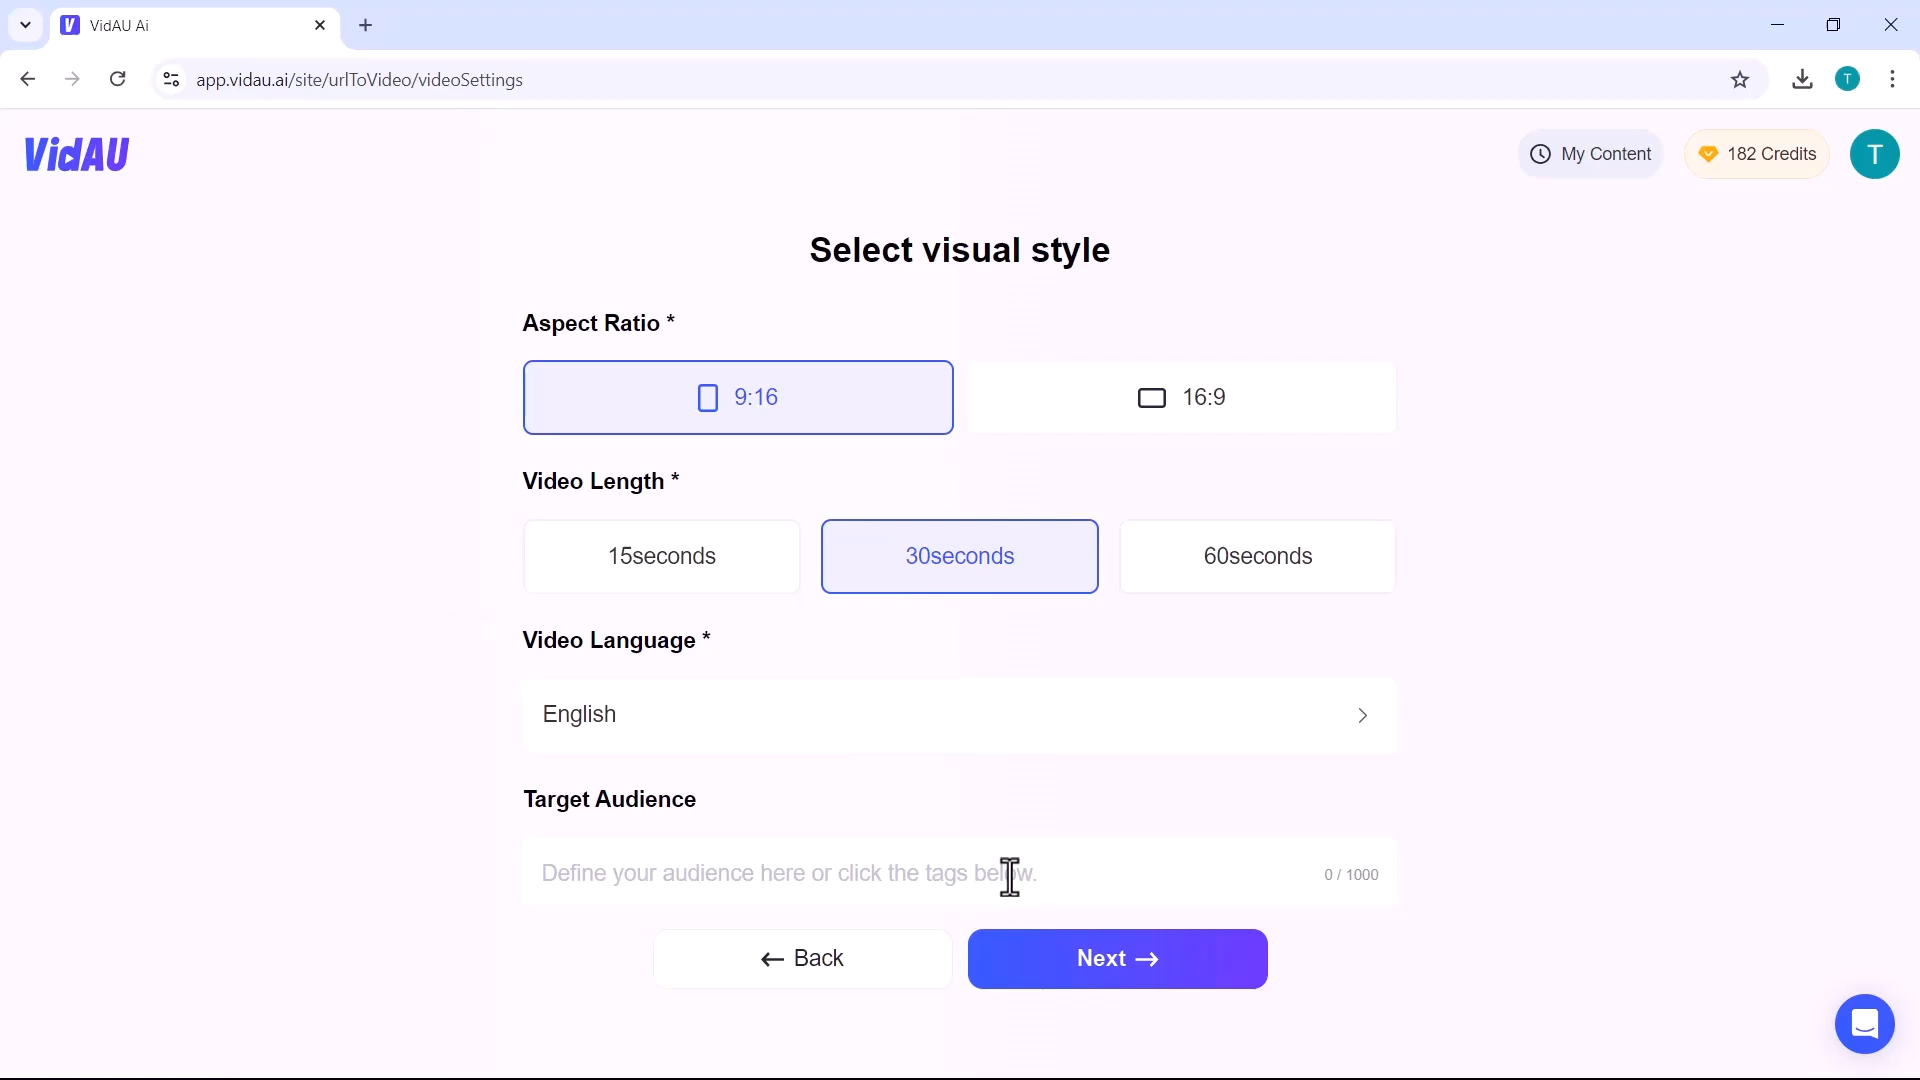 VidAU Ai
app.vidau.ai/site/urlToVideo/videoSettings
T
VidAU
My Content
182 Credits
T
Select visual style
Aspect Ratio *
9:16
16:9
Video Length *
15seconds
30seconds
60seconds
Video Language *
English
Target Audience
Define your audience here or click the tags below.
0 / 1000
← Back
Next →